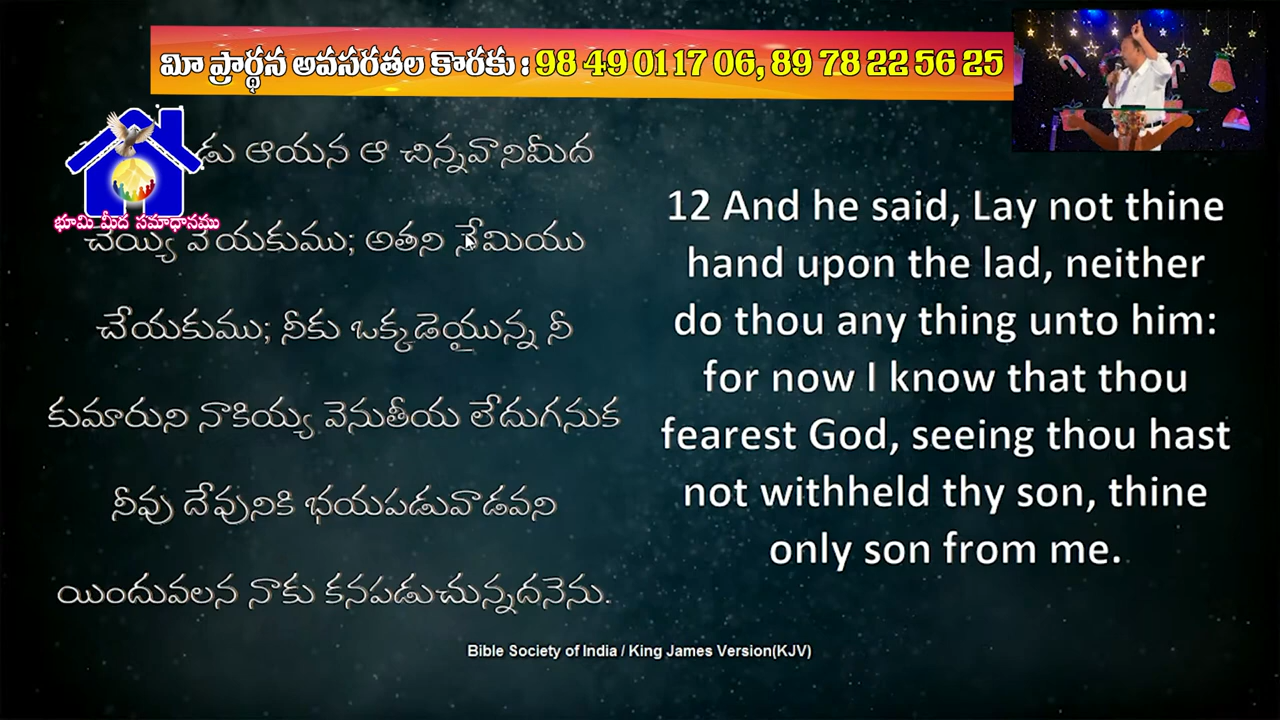 మీ ప్రార్థన అవసరతల కొరకు : 98 49 01 17 06, 89 78 22 56 25
ఆయన ఆ చిన్నవానిమీద
చెయ్యి వేయకుము; అతని నేమియు
చేయకుము; నీకు ఒక్కడెయున్న నీ
కుమారుని నాకియ్య వెనుతీయ లేదుగనుక
నీవు దేవునికి భయపడువాడవని
యిందువలన నాకు కనపడుచున్నదనెను.
భూమి మీద సమాధానము
12 And he said, Lay not thine
hand upon the lad, neither
do thou any thing unto him:
for now I know that thou
fearest God, seeing thou hast
not withheld thy son, thine
only son from me.
Bible Society of India / King James Version(KJV)